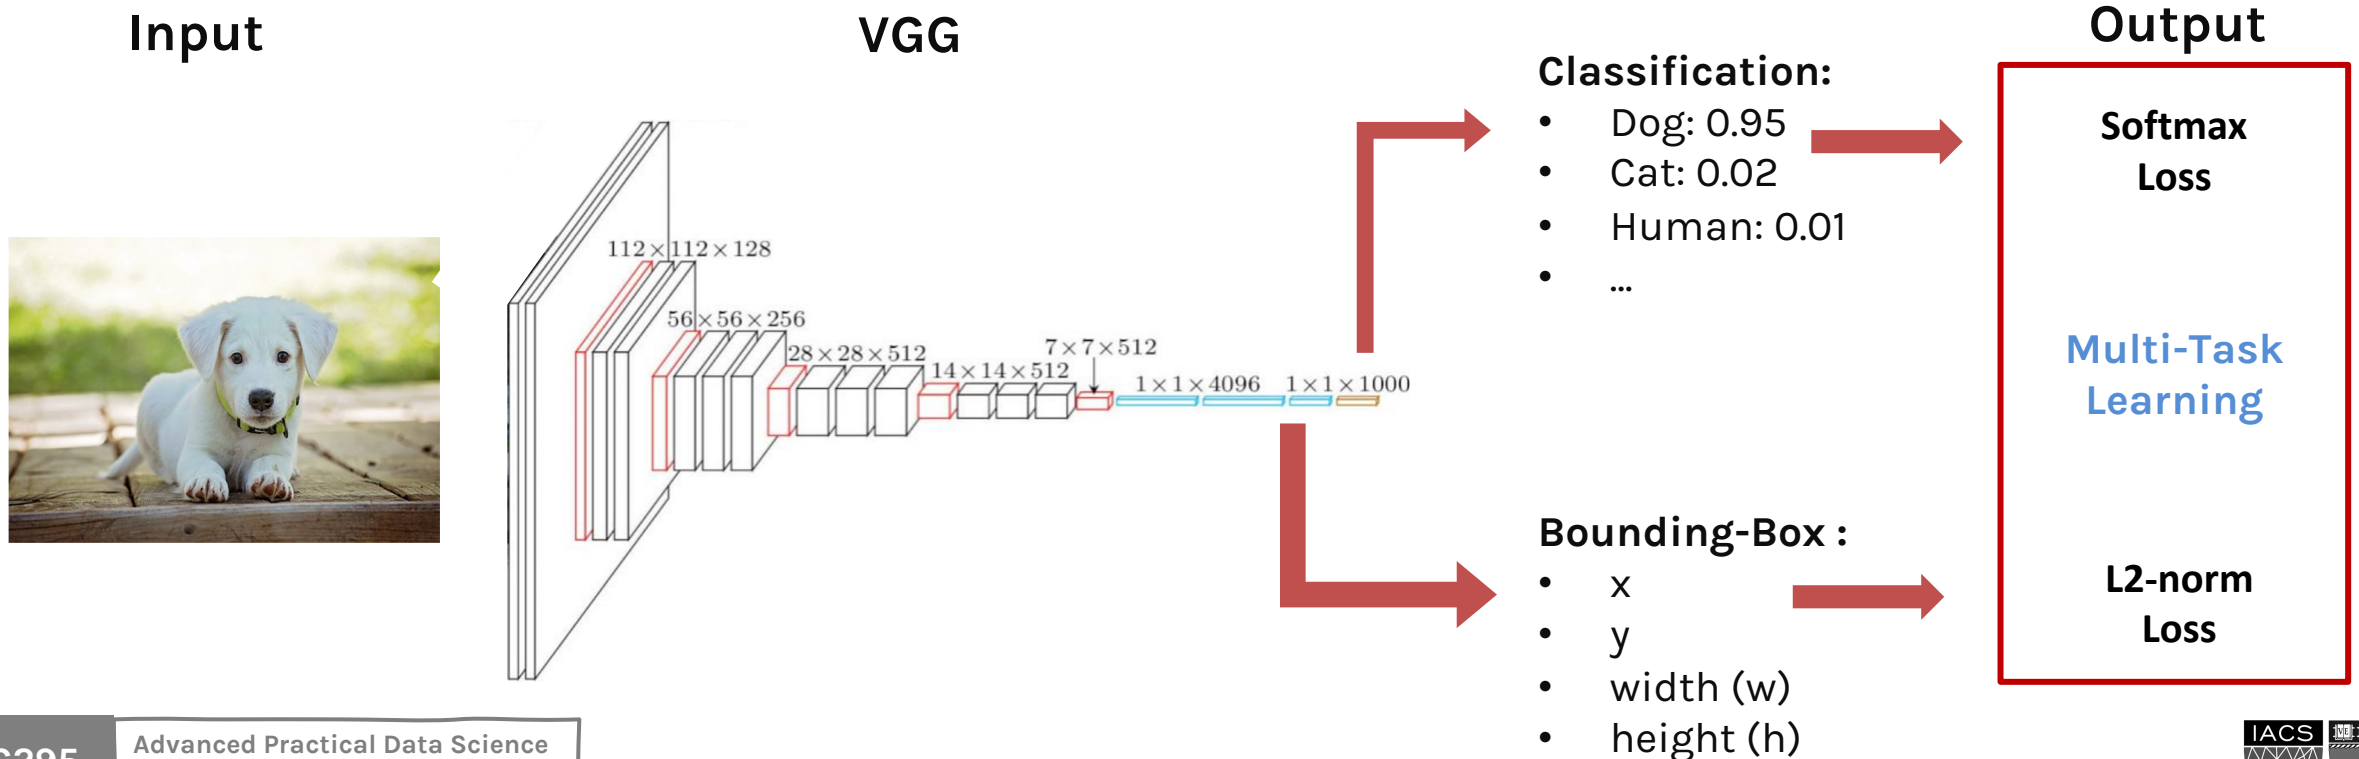 Input
VGG
Output
Classification:
• Dog: 0.95
• Cat: 0.02
• Human: 0.01
• ...
Softmax
Loss
112×112×128
56×56×256
28×28×512
14×14×512
7×7×512
1×1×4096
1×1×1000
Multi-Task
Learning
Bounding-Box :
• x
• y
• width (w)
• height (h)
L2-norm
Loss
Advanced Practical Data Science
IACS